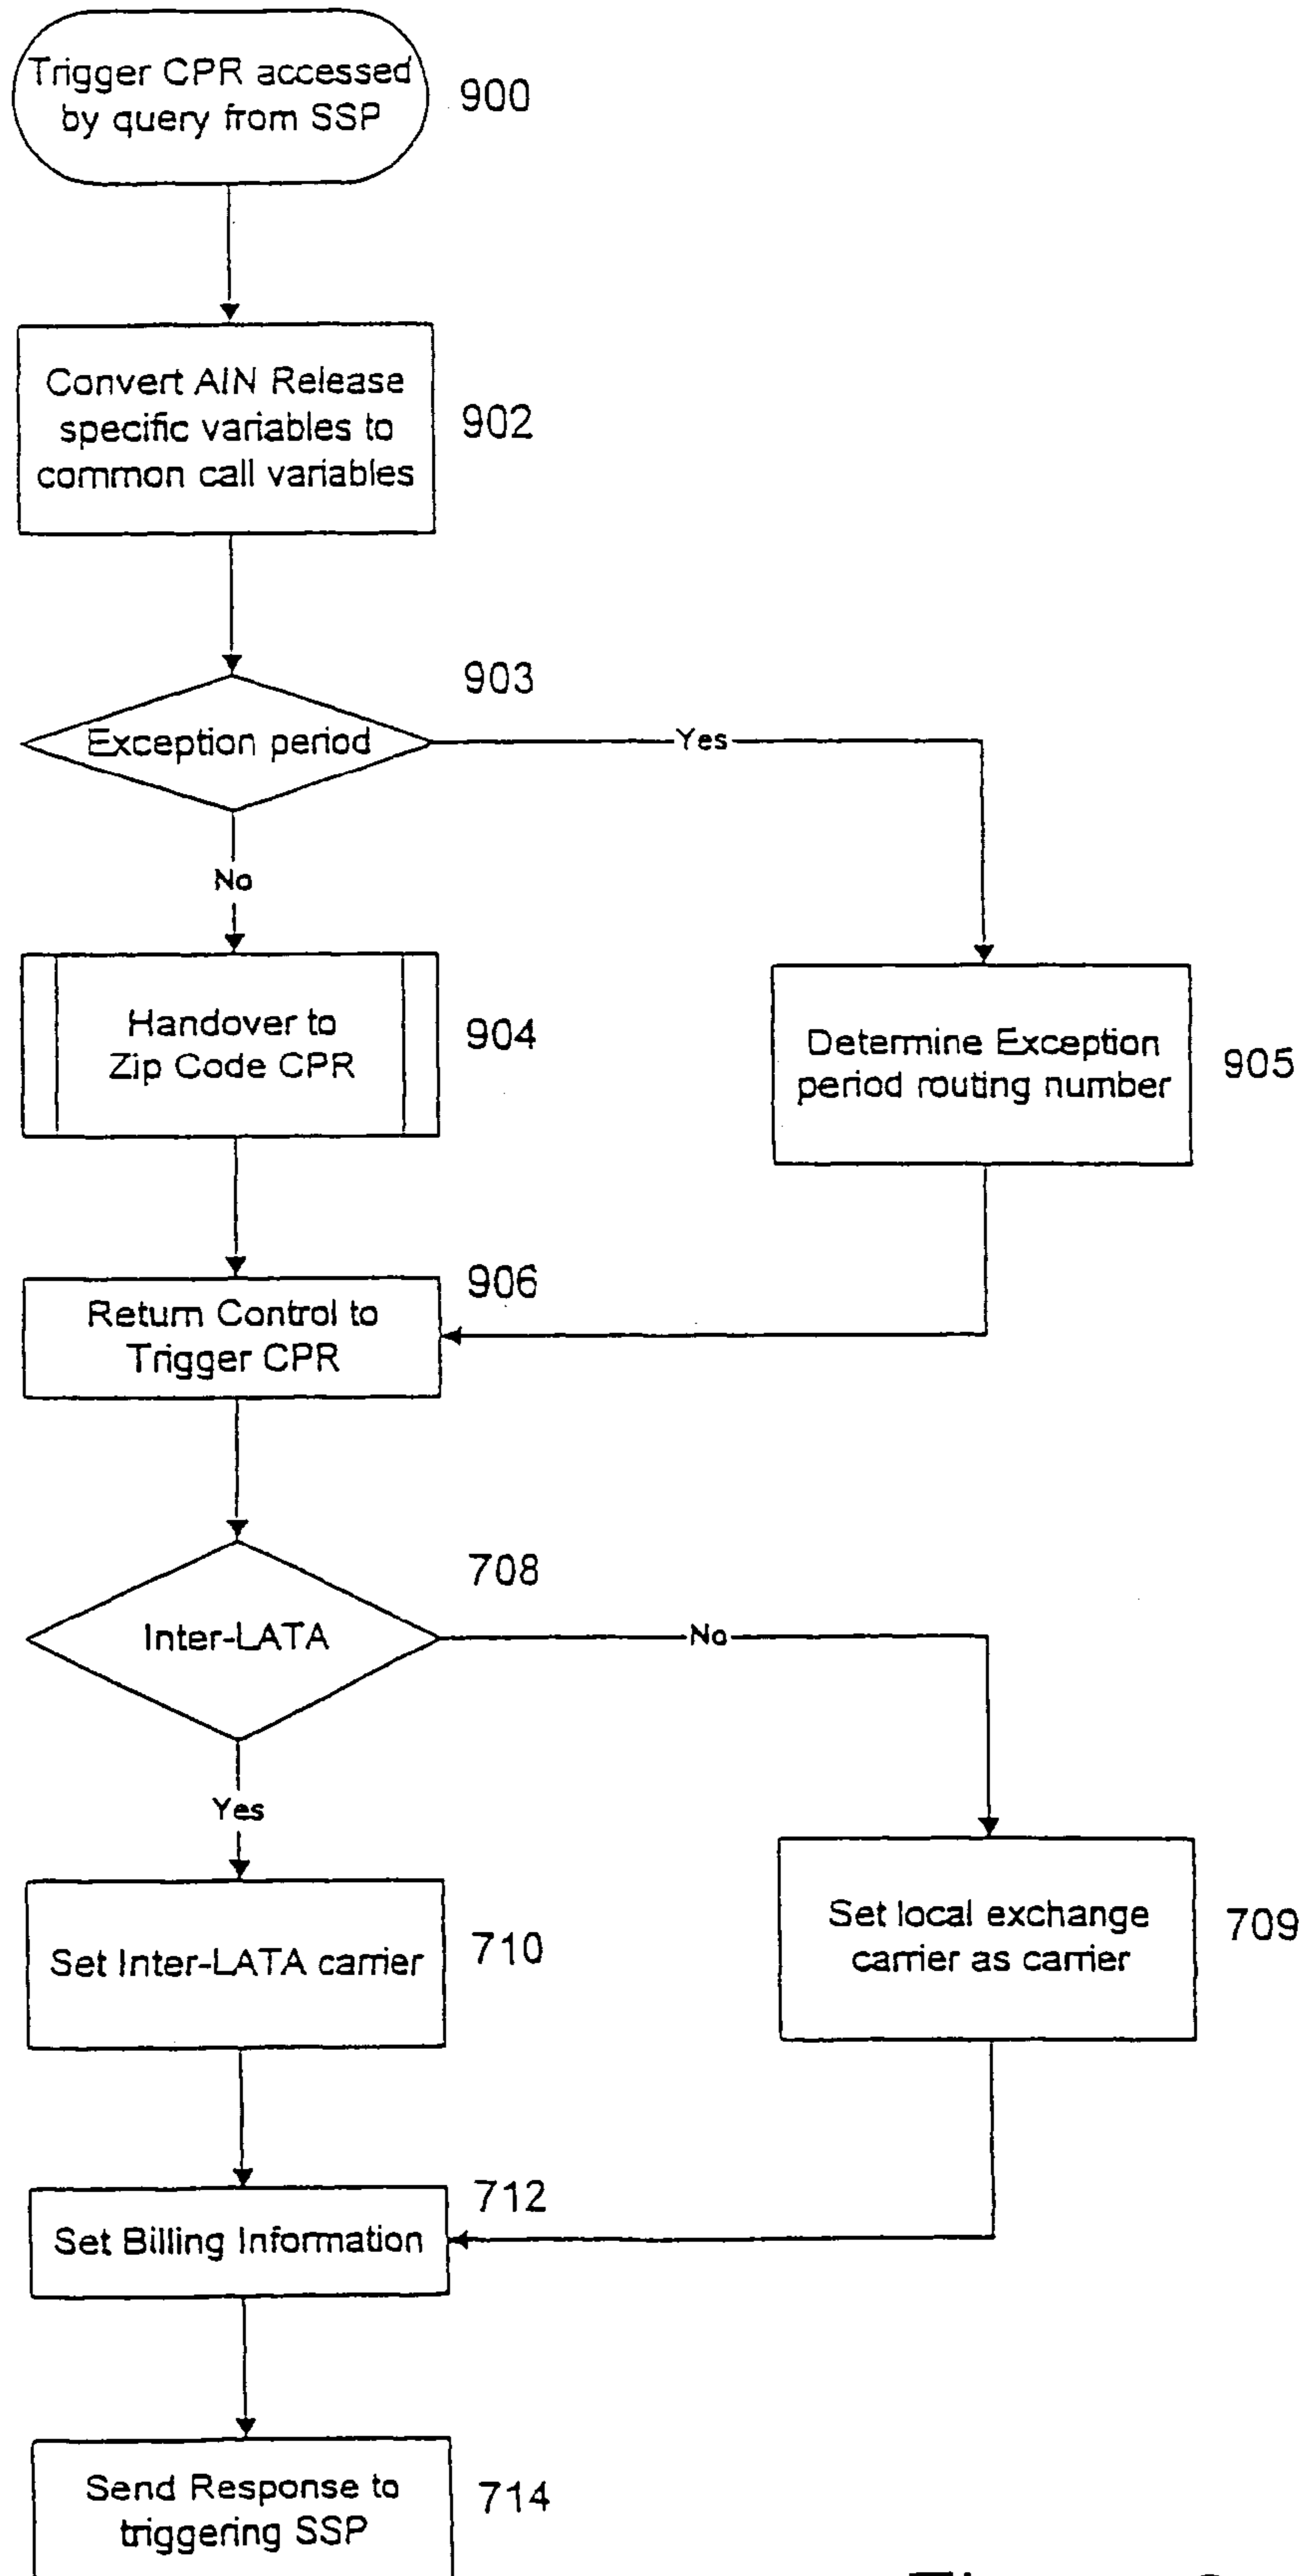 Trigger CPR accessed
by query from SSP
900
Convert AIN Release
specific variables to
common call variables
902
903
Exception period
Yes
No
Handover to
Zip Code CPR
904
Determine Exception
period routing number
905
906
Return Control to
Trigger CPR
708
Inter-LATA
No
Yes
Set Inter-LATA carrier
710
Set local exchange
carrier as carrier
709
712
Set Billing Information
Send Response to
triggering SSP
714